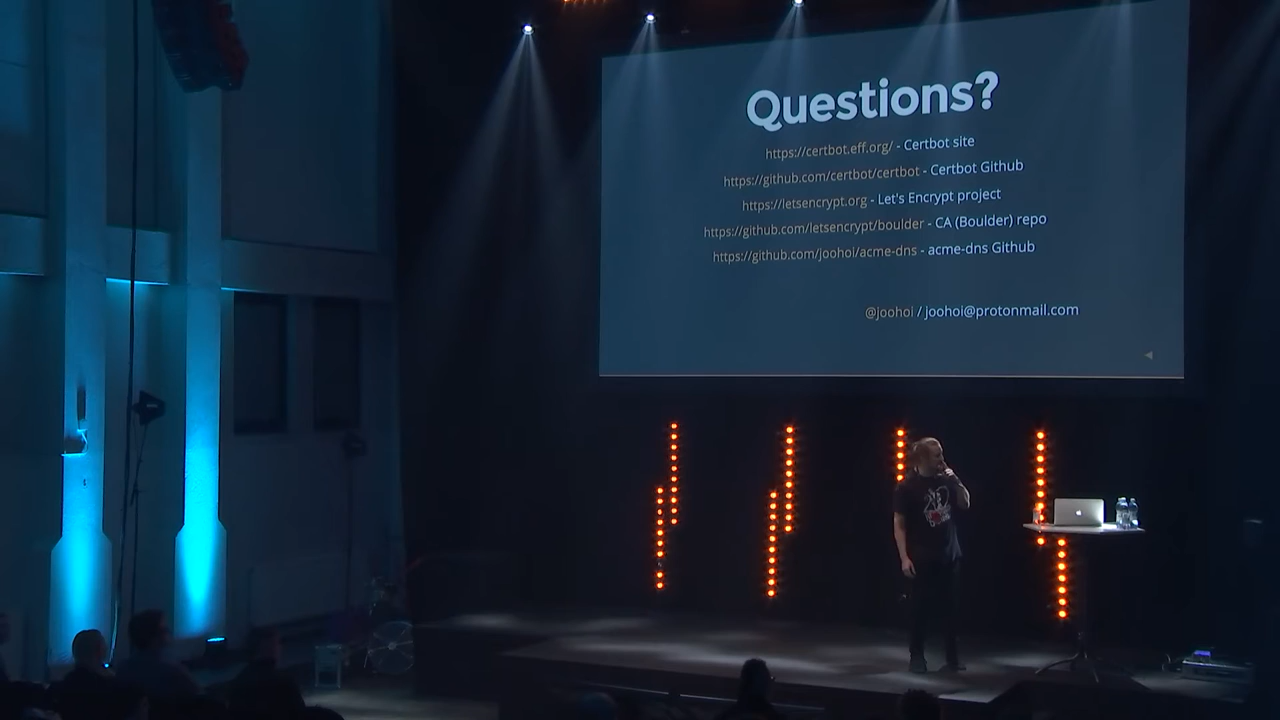 Questions?
https://certbot.eff.org/ - Certbot site
https://github.com/certbot/certbot - Certbot Github
https://letsencrypt.org - Let's Encrypt project
https://github.com/letsencrypt/boulder - CA (Boulder) repo
https://github.com/joohoi/acme-dns - acme-dns Github
@joohoi / joohoi@protonmail.com